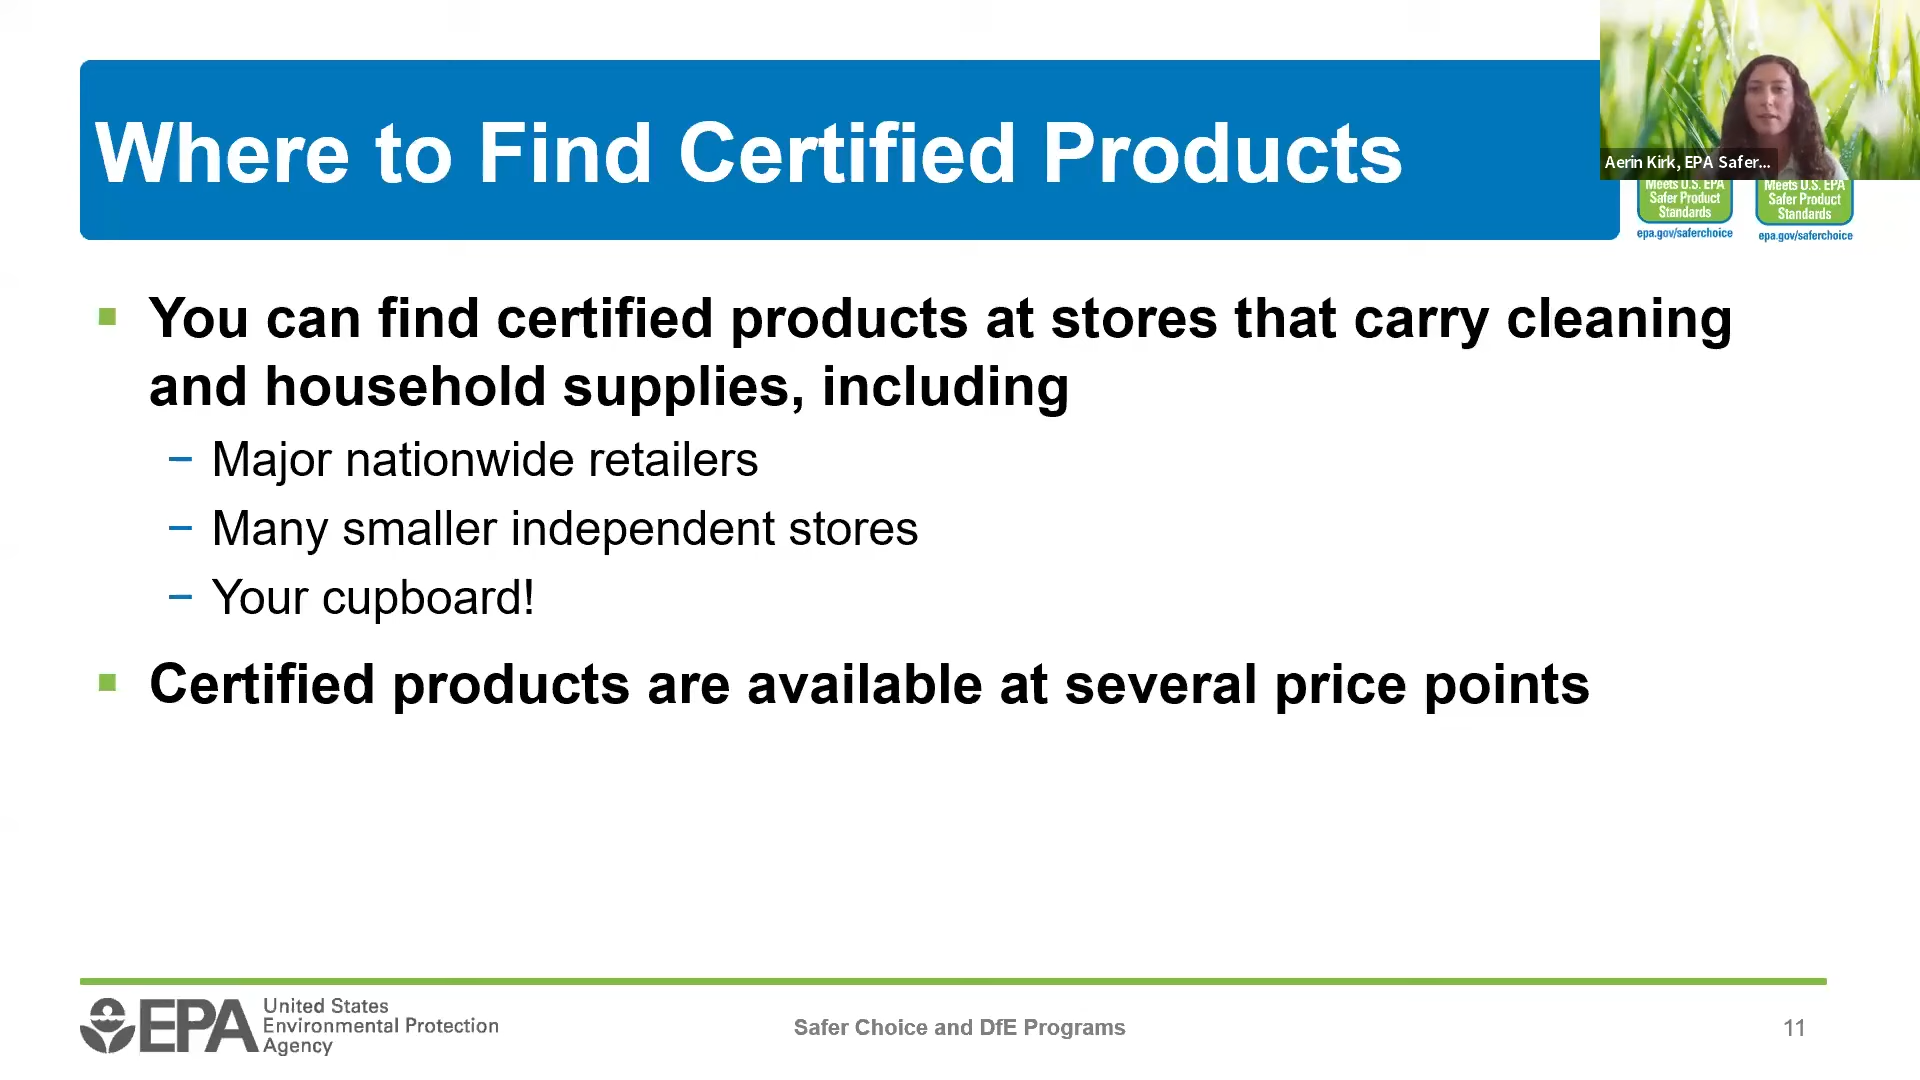 Where to Find Certified Products
Aerin Kirk, EPA Safer...
Meets U.S. EPA
Safer Product
Standards
epa.gov/saferchoice
Meets U.S. EPA
Safer Product
Standards
epa.gov/saferchoice
▪ You can find certified products at stores that carry cleaning
and household supplies, including
− Major nationwide retailers
− Many smaller independent stores
− Your cupboard!
▪ Certified products are available at several price points
EPA
United States
Environmental Protection
Agency
Safer Choice and DfE Programs
11